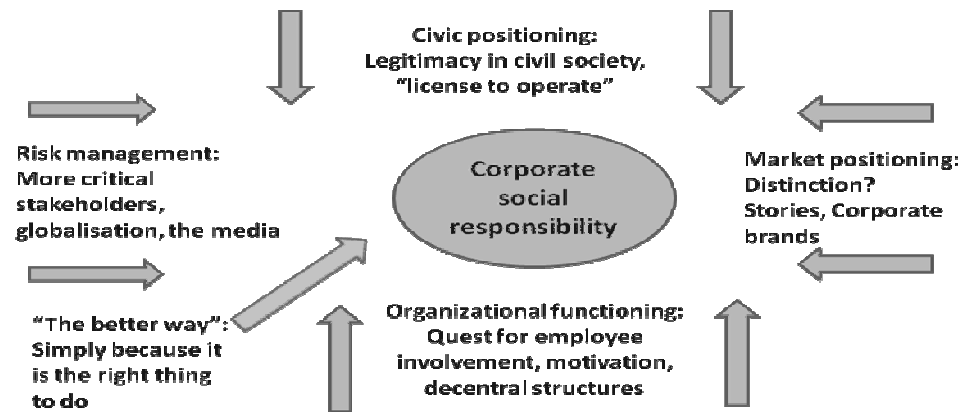 Civic positioning:
Legitimacy in civil society,
“license to operate”
Risk management:
More critical
stakeholders,
globalisation, the media
Corporate
social
responsibility
Market positioning:
Distinction?
Stories, Corporate
brands
“The better way”:
Simply because it
is the right thing
to do
Organizational functioning:
Quest for employee
involvement, motivation,
decentral structures